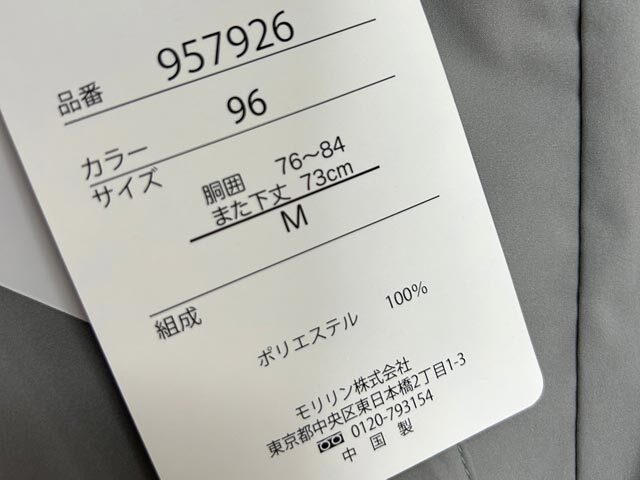 品番 957926
カラー 96
サイズ 胴囲 76〜84
また下丈 73cm
M
組成
ポリエステル 100%
モリリン株式会社
東京都中央区東日本橋2丁目1-3
0120-793154
中国製